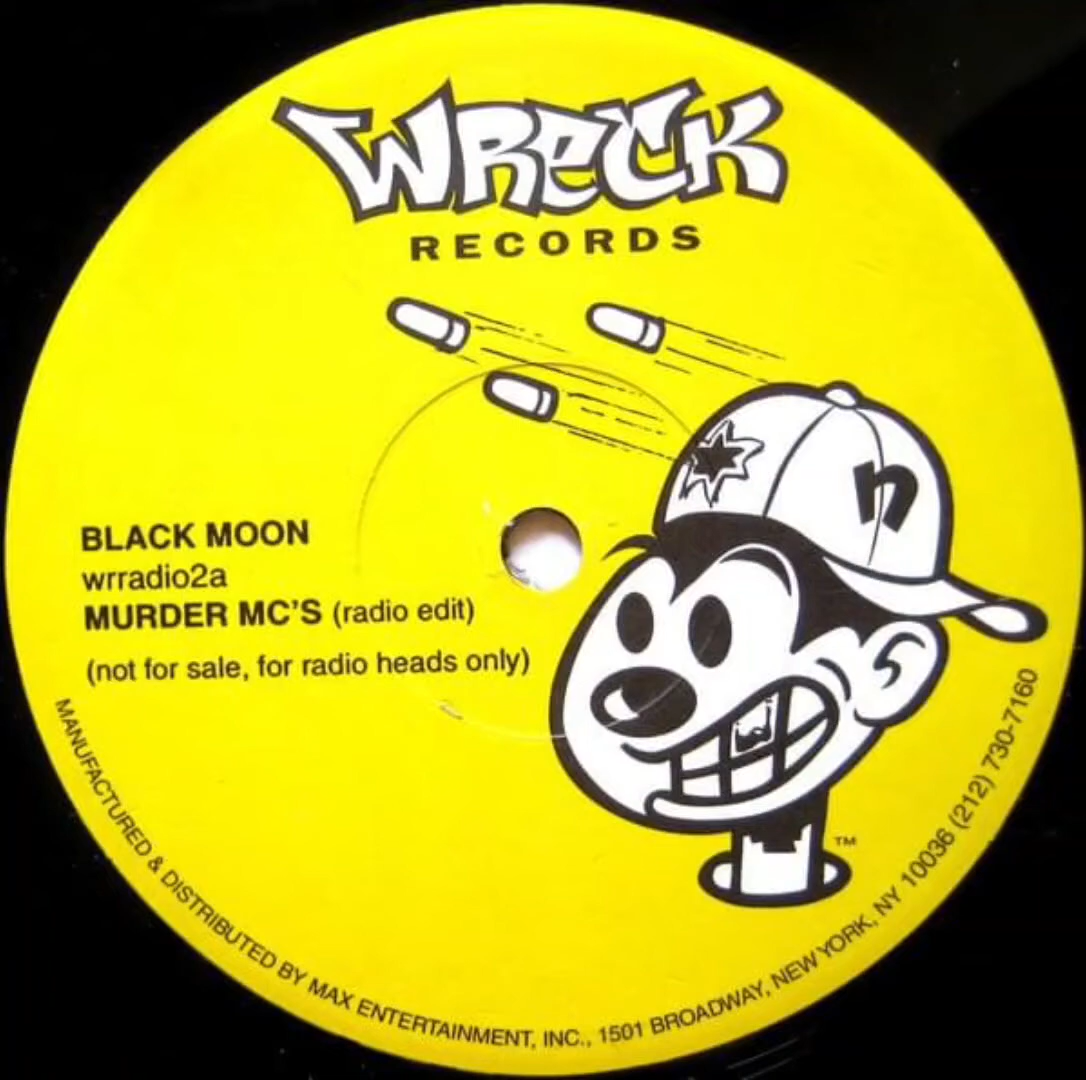 WRECK
RECORDS
n
BLACK MOON
wrradio2a
MURDER MC'S (radio edit)
(not for sale, for radio heads only)
TM
MANUFACTURED & DISTRIBUTED BY MAX ENTERTAINMENT, INC., 1501 BROADWAY, NEW YORK, NY 10036 (212) 730-7160